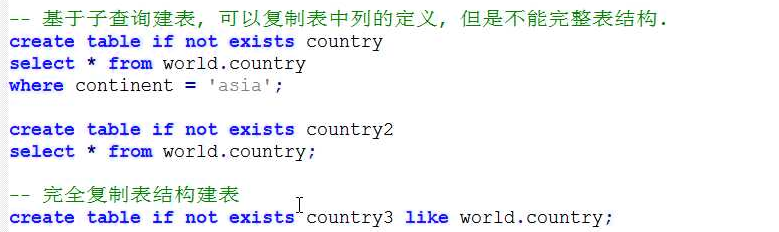 -- 基于子查询建表，可以复制表中列的定义，但是不能完整表结构.
create table if not exists country
select * from world.country
where continent = 'asia';
create table if not exists country2
select * from world.country;
-- 完全复制表结构建表
create table if not exists country3 like world.country;